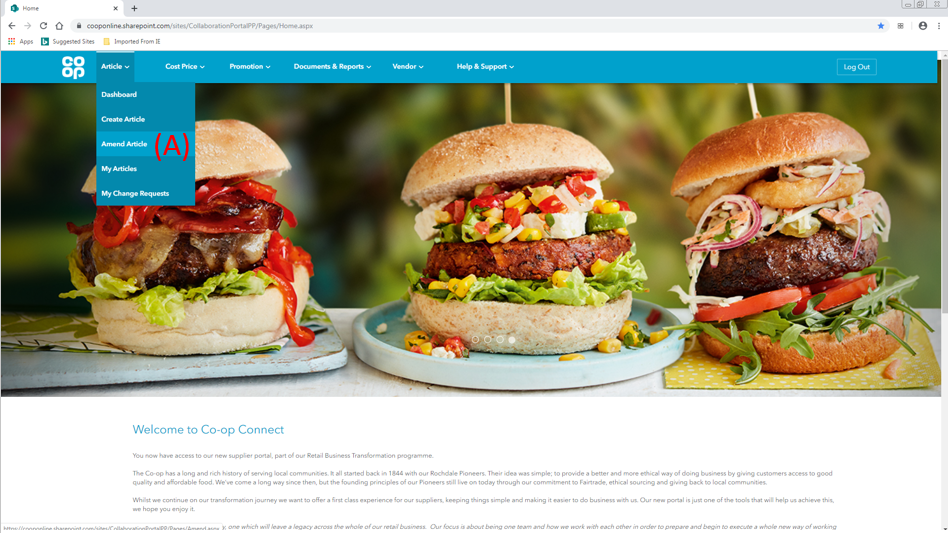 Home
cooponline.sharepoint.com/sites/CollaborationPortalPP/Pages/Home.aspx
Apps Suggested Sites Imported From IE
CO OP Article Cost Price Promotion Documents & Reports Vendor Help & Support Log Out
Dashboard
Create Article
Amend Article (A)
My Articles
My Change Requests
Welcome to Co-op Connect
You now have access to our new supplier portal, part of our Retail Business Transformation programme.
The Co-op has a long and rich history of serving local communities. It all started back in 1844 with our Rochdale Pioneers. Their idea was simple; to provide a better and more ethical way of doing business by giving customers access to good
quality and affordable food. We've come a long way since then, but the founding principles of our Pioneers still live on today through our commitment to Fairtrade, ethical sourcing and giving back to local communities.
Whilst we continue on our transformation journey we want to offer a first class experience for our suppliers, keeping things simple and making it easier to do business with us. Our new portal is just one of the tools that will help us achieve this,
we hope you enjoy it.
https://cooponline.sharepoint.com/sites/CollaborationPortalPP/Pages/Amend.aspx one which will leave a legacy across the whole of our retail business. Our focus is about being one team and how we work with each other in order to prepare and begin to execute a whole new way of working